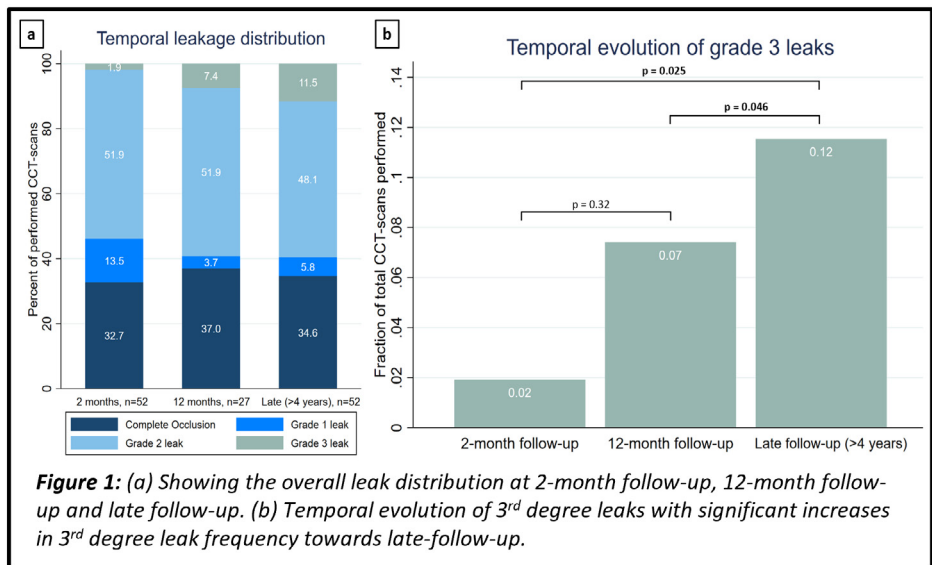 a
Temporal leakage distribution
Percent of performed CCT-scans
100
80
60
40
20
0
1.9
51.9
13.5
32.7
7.4
51.9
3.7
37.0
11.5
48.1
5.8
34.6
2 months, n=52
12 months, n=27
Late (>4 years), n=52
Complete Occlusion
Grade 1 leak
Grade 2 leak
Grade 3 leak
b
Temporal evolution of grade 3 leaks
Fraction of total CCT-scans performed
.14
.12
.1
.08
.06
.04
.02
0
p = 0.025
p = 0.046
p = 0.32
0.02
0.07
0.12
2-month follow-up
12-month follow-up
Late follow-up (>4 years)
Figure 1: (a) Showing the overall leak distribution at 2-month follow-up, 12-month follow-
up and late follow-up. (b) Temporal evolution of 3rd degree leaks with significant increases
in 3rd degree leak frequency towards late-follow-up.